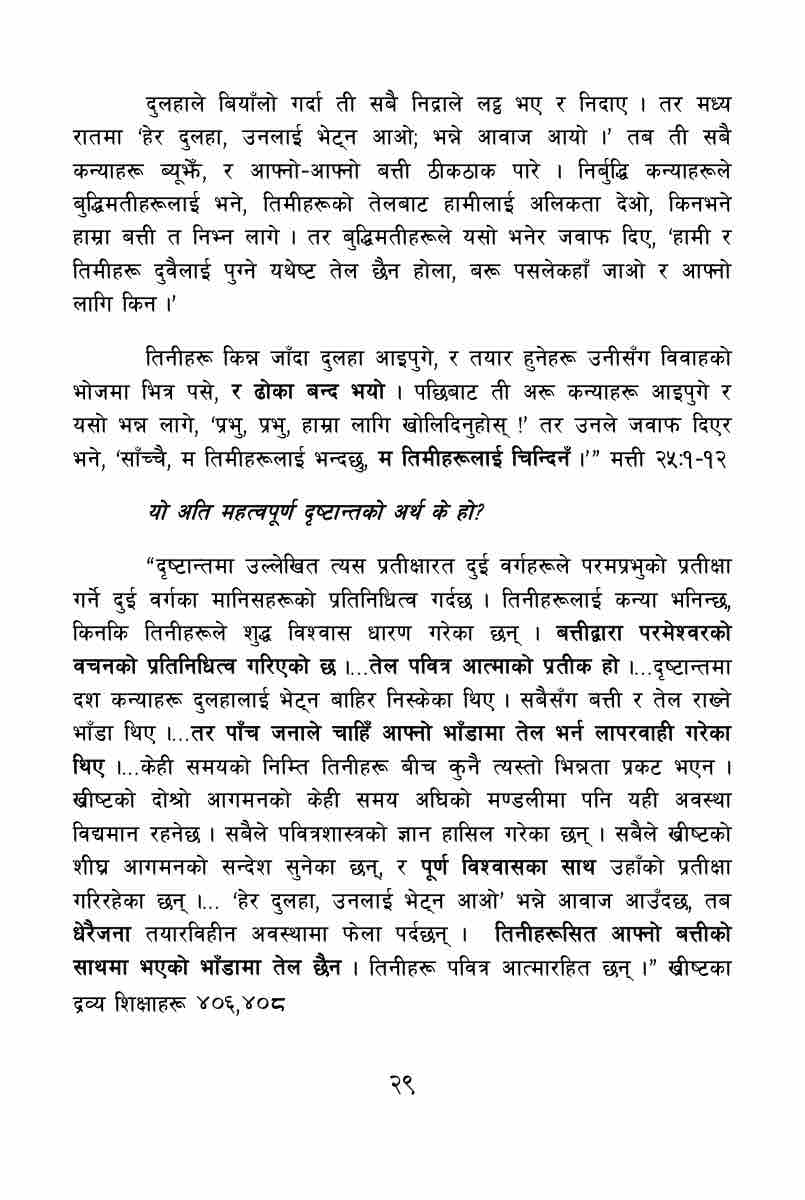 दुलहाले बियाँलो गर्दा ती सबै निद्राले लट्ठ भए र निदाए । तर मध्य
रातमा ‘हेर दुलहा, उनलाई भेट्न आओ; भन्ने आवाज आयो ।’ तब ती सबै
कन्याहरू ब्यूझेँ, र आफ्नो-आफ्नो बत्ती ठीकठाक पारे । निर्बुद्धि कन्याहरूले
बुद्धिमतीहरूलाई भने, तिमीहरूको तेलबाट हामीलाई अलिकता देओ, किनभने
हाम्रा बत्ती त निभ्न लागे । तर बुद्धिमतीहरूले यसो भनेर जवाफ दिए, ‘हामी र
तिमीहरू दुवैलाई पुग्ने यथेष्ट तेल छैन होला, बरू पसलेकहाँ जाओ र आफ्नो
लागि किन ।’
तिनीहरू किन्न जाँदा दुलहा आइपुगे, र तयार हुनेहरू उनीसँग विवाहको
भोजमा भित्र पसे, र ढोका बन्द भयो । पछिबाट ती अरू कन्याहरू आइपुगे र
यसो भन्न लागे, ‘प्रभु, प्रभु, हाम्रा लागि खोलिदिनुहोस् !’ तर उनले जवाफ दिएर
भने, ‘साँच्चै, म तिमीहरूलाई भन्दछु, म तिमीहरूलाई चिन्दिनँ ।’” मत्ती २५:१-१२
यो अति महत्वपूर्ण दृष्टान्तको अर्थ के हो?
“दृष्टान्तमा उल्लेखित त्यस प्रतीक्षारत दुई वर्गहरूले परमप्रभुको प्रतीक्षा
गर्ने दुई वर्गका मानिसहरूको प्रतिनिधित्व गर्दछ । तिनीहरूलाई कन्या भनिन्छ,
किनकि तिनीहरूले शुद्ध विश्वास धारण गरेका छन् । बत्तीद्वारा परमेश्वरको
वचनको प्रतिनिधित्व गरिएको छ ।...तेल पवित्र आत्माको प्रतीक हो ।...दृष्टान्तमा
दश कन्याहरू दुलहालाई भेट्न बाहिर निस्केका थिए । सबैसँग बत्ती र तेल राख्ने
भाँडा थिए ।...तर पाँच जनाले चाहिँ आफ्नो भाँडामा तेल भर्न लापरवाही गरेका
थिए ।...केही समयको निम्ति तिनीहरू बीच कुनै त्यस्तो भिन्नता प्रकट भएन ।
ख्रीष्टको दोश्रो आगमनको केही समय अघिको मण्डलीमा पनि यही अवस्था
विद्यमान रहनेछ । सबैले पवित्रशास्त्रको ज्ञान हासिल गरेका छन् । सबैले ख्रीष्टको
शीघ्र आगमनको सन्देश सुनेका छन्, र पूर्ण विश्वासका साथ उहाँको प्रतीक्षा
गरिरहेका छन् ।... ‘हेर दुलहा, उनलाई भेट्न आओ’ भन्ने आवाज आउँदछ, तब
धेरैजना तयारविहीन अवस्थामा फेला पर्दछन् । तिनीहरूसित आफ्नो बत्तीको
साथमा भएको भाँडामा तेल छैन । तिनीहरू पवित्र आत्मारहित छन् ।” ख्रीष्टका
द्रव्य शिक्षाहरू ४०६,४०८
२९